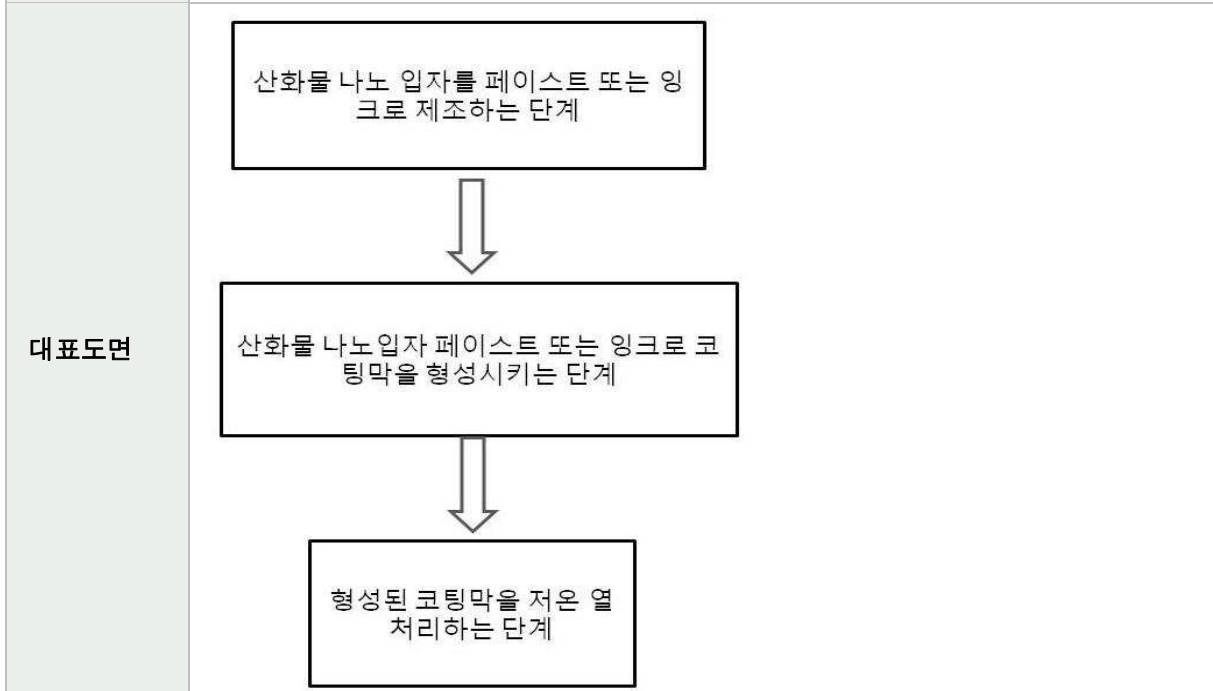 산화물 나노 입자를 페이스트 또는 잉
크로 제조하는 단계
대표도면
산화물 나노입자 페이스트 또는 잉크로 코
팅막을 형성시키는 단계
형성된 코팅막을 저온 열
처리하는 단계